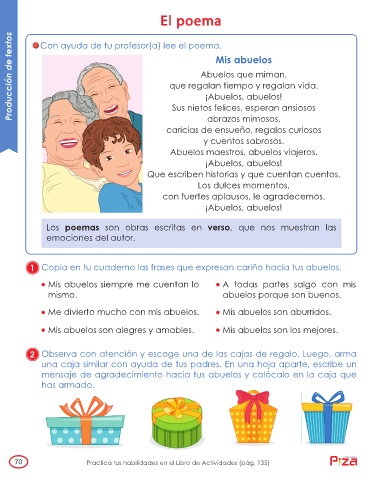 El poema
Producción de textos
Con ayuda de tu profesor(a) lee el poema.
Mis abuelos
Abuelos que miman,
que regalan tiempo y regalan vida.
¡Abuelos, abuelos!
Sus nietos felices, esperan ansiosos
abrazos mimosos,
caricias de ensueño, regalos curiosos
y cuentos sabrosos.
Abuelos maestros, abuelos viajeros.
¡Abuelos, abuelos!
Que escriben historias y que cuentan cuentos.
Los dulces momentos,
con fuertes aplausos, le agradecemos.
¡Abuelos, abuelos!
Los poemas son obras escritas en verso, que nos muestran las
emociones del autor.
1 Copia en tu cuaderno las frases que expresan cariño hacia tus abuelos.
• Mis abuelos siempre me cuentan lo
mismo.
• Me divierto mucho con mis abuelos.
• Mis abuelos son alegres y amables.
• A todas partes salgo con mis
abuelos porque son buenos.
• Mis abuelos son aburridos.
• Mis abuelos son los mejores.
2 Observa con atención y escoge una de las cajas de regalo. Luego, arma
una caja similar con ayuda de tus padres. En una hoja aparte, escribe un
mensaje de agradecimiento hacia tus abuelos y colócalo en la caja que
has armado.
70
Practica tus habilidades en el Libro de Actividades (pág. 135)